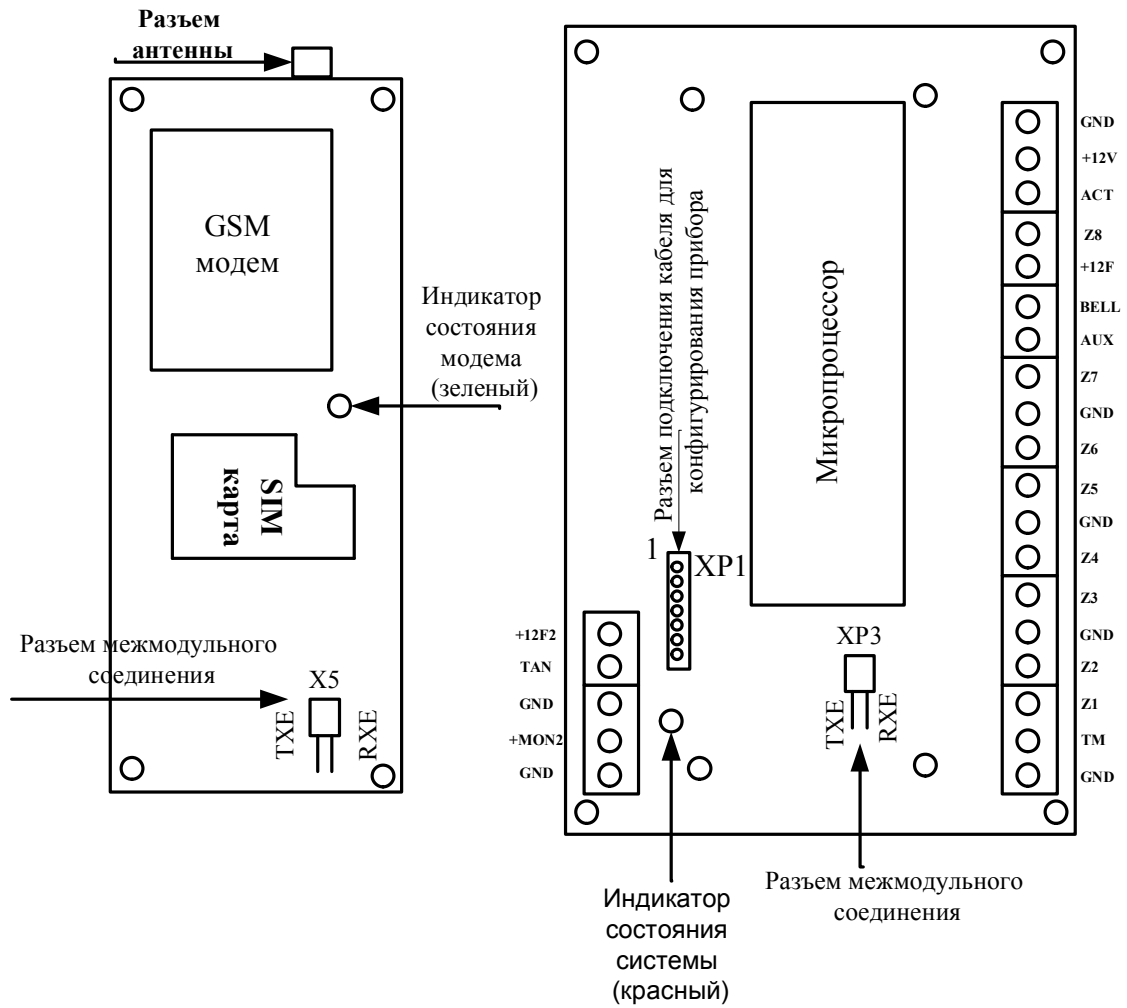 Разъем
антенны
GSM
модем
Индикатор
состояния
модема
(зеленый)
SIM
карта
Разъем межмодульного
соединения
X5
TXE
RXE
Разъем подключения кабеля для
конфигурирования прибора
1
XP1
Микропроцессор
XP3
TXE
RXE
+12F2
TAN
GND
+MON2
GND
GND
+12V
ACT
Z8
+12F
BELL
AUX
Z7
GND
Z6
Z5
GND
Z4
Z3
GND
Z2
Z1
TM
GND
Индикатор
состояния
системы
(красный)
Разъем межмодульного
соединения